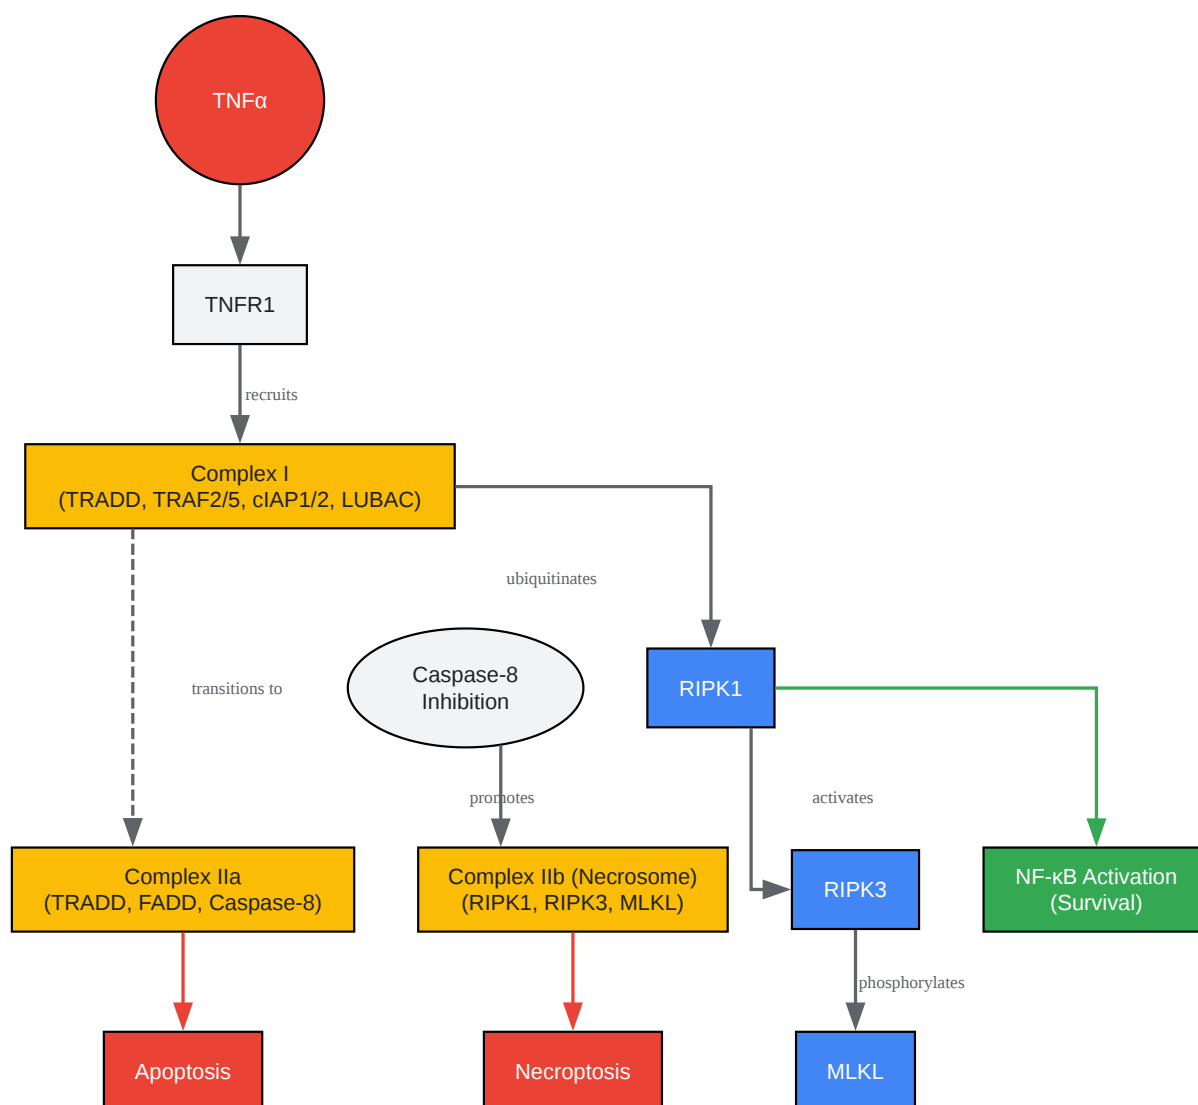 TNFα
TNFR1
recruits
Complex I
(TRADD, TRAF2/5, cIAP1/2, LUBAC)
ubiquitinates
Caspase-8
Inhibition
RIPK1
transitions to
promotes
activates
Complex IIa
(TRADD, FADD, Caspase-8)
Complex IIb (Necrosome)
(RIPK1, RIPK3, MLKL)
RIPK3
NF-κB Activation
(Survival)
phosphorylates
Apoptosis
Necroptosis
MLKL